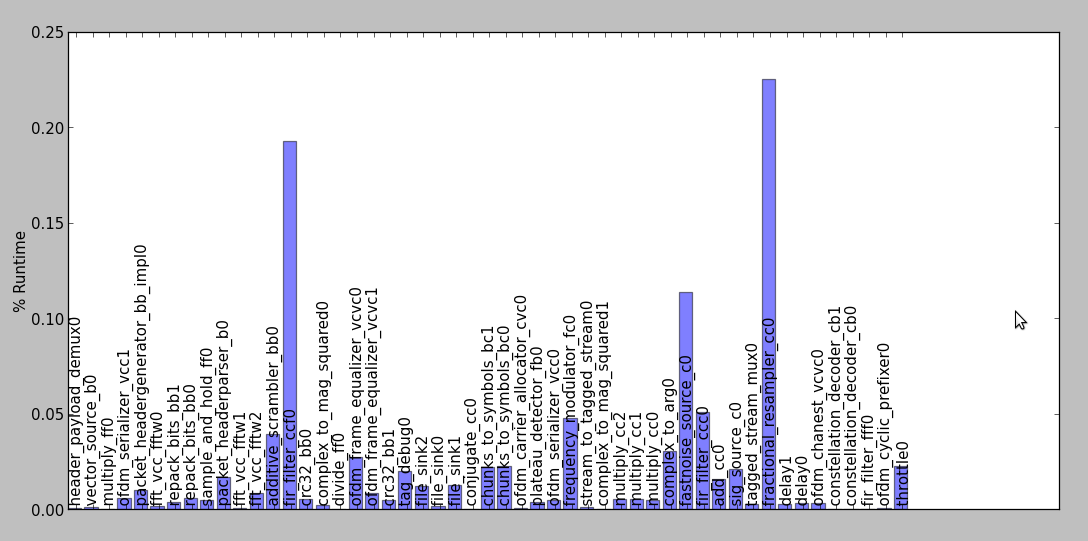 0.25
0.20
0.15
0.10
0.05
0.00
% Runtime
header_payload_demux0
vector_source_b0
multiply_ff0
ofdm_serializer_vcc1
packet_headergenerator_bb_impl0
fft_vcc_fftw0
repack_bits_bb1
repack_bits_bb0
sample_and_hold_ff0
packet_headerparser_b0
fft_vcc_fftw1
fft_vcc_fftw2
additive_scrambler_bb0
fir_filter_ccf0
crc32_bb0
complex_to_mag_squared0
divide_ff0
ofdm_frame_equalizer_vcvc0
ofdm_frame_equalizer_vcvc1
crc32_bb1
tag_debug0
file_sink2
file_sink0
file_sink1
conjugate_cc0
chunks_to_symbols_bc1
chunks_to_symbols_bc0
ofdm_carrier_allocator_cvc0
plateau_detector_fb0
ofdm_serializer_vcc0
frequency_modulator_fc0
stream_to_tagged_stream0
complex_to_mag_squared1
multiply_cc2
multiply_cc1
multiply_cc0
complex_to_arg0
fastnoise_source_c0
fir_filter_ccc0
add_cc0
sig_source_c0
tagged_stream_mux0
fractional_resampler_cc0
delay1
delay0
ofdm_chanest_vcvc0
constellation_decoder_cb1
constellation_decoder_cb0
fir_filter_fff0
ofdm_cyclic_prefixer0
throttle0